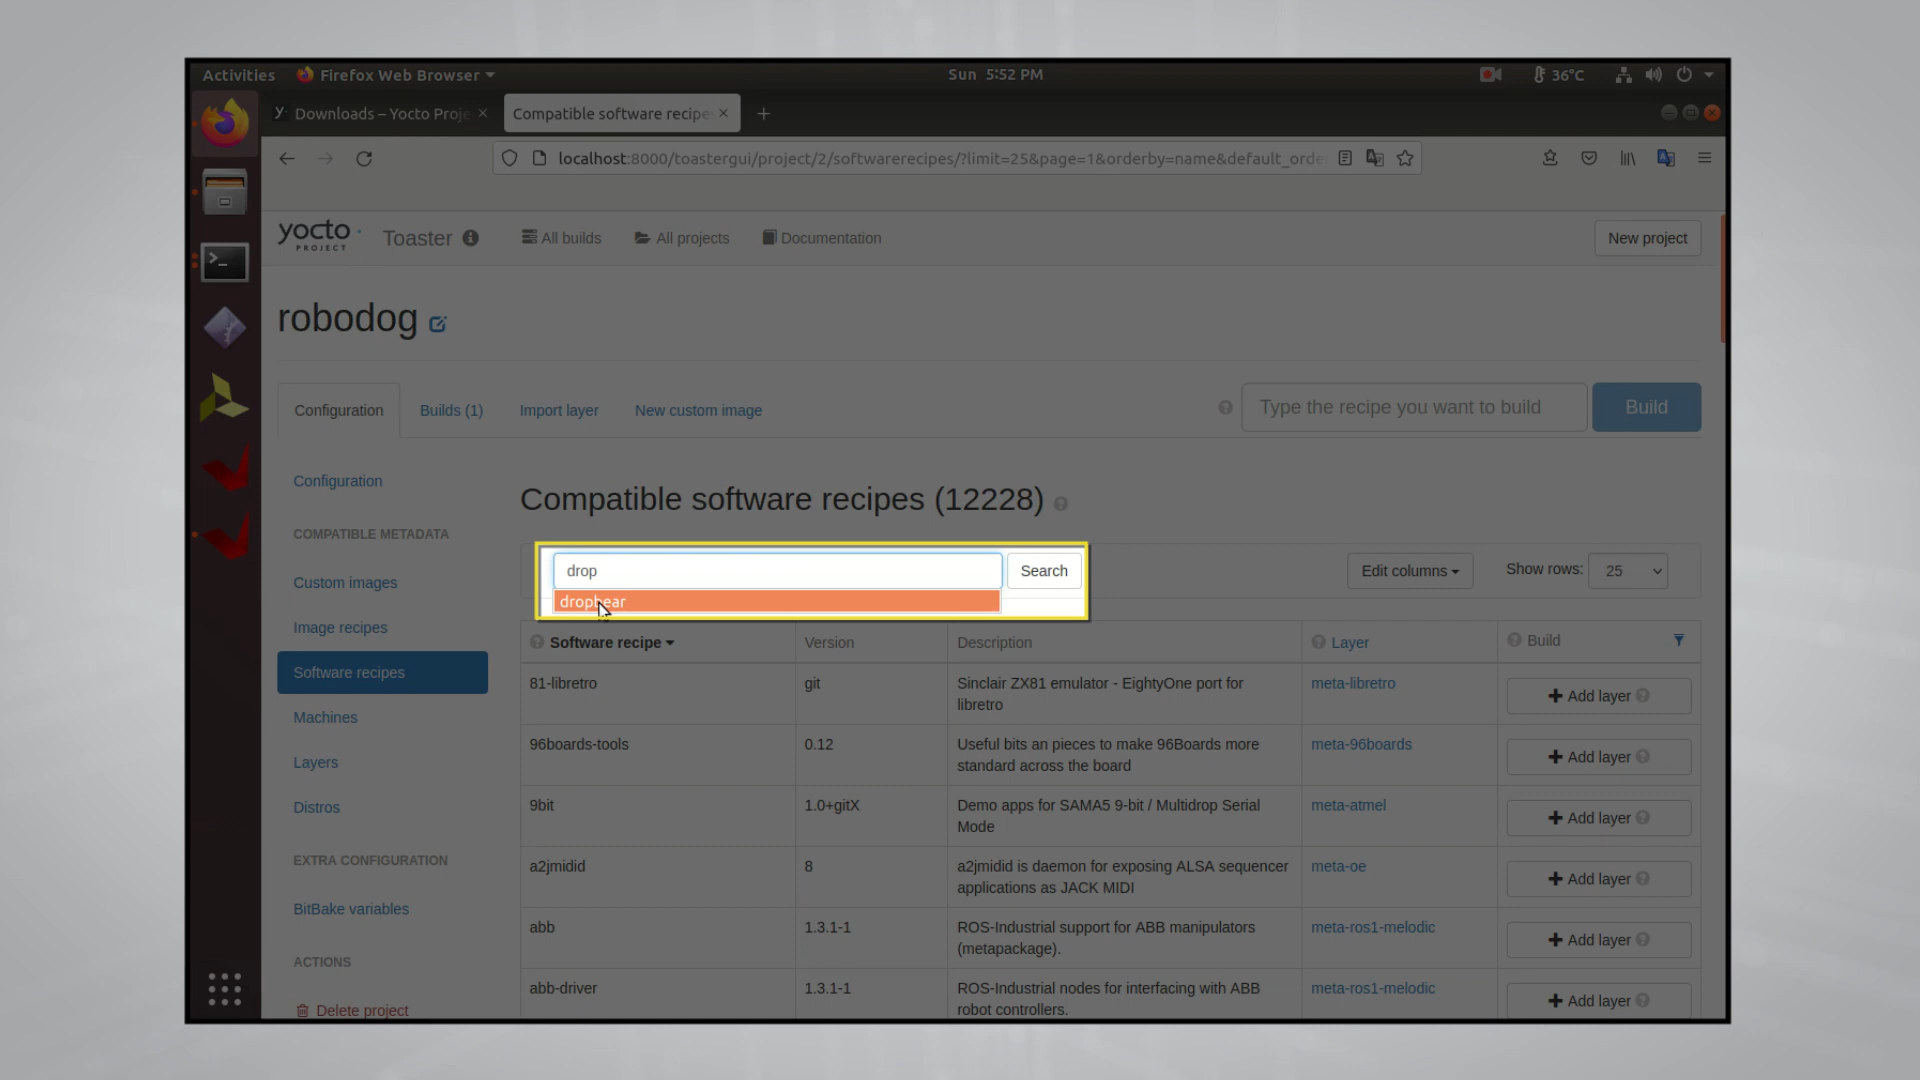 Activities Firefox Web Browser Sun 5:52 PM 36°C
Downloads – Yocto Proje Compatible software recipe
localhost:8000/toastergui/project/2/softwarerecipes/?limit=25&page=1&orderby=name&default_orde
yocto PROJECT Toaster All builds All projects Documentation New project
robodog
Configuration Builds (1) Import layer New custom image Type the recipe you want to build Build
Configuration
Compatible software recipes (12228)
COMPATIBLE METADATA
drop Search Edit columns Show rows: 25
Custom images
dropbear
Image recipes
Software recipe Version Description Layer Build
Software recipes
81-libretro git Sinclair ZX81 emulator - EightyOne port for meta-libretro Add layer
libretro
Machines
96boards-tools 0.12 Useful bits an pieces to make 96Boards more meta-96boards Add layer
standard across the board
Layers
9bit 1.0+gitX Demo apps for SAMA5 9-bit / Multidrop Serial meta-atmel Add layer
Mode
Distros
EXTRA CONFIGURATION
a2jmidid 8 a2jmidid is daemon for exposing ALSA sequencer meta-oe Add layer
applications as JACK MIDI
BitBake variables
abb 1.3.1-1 ROS-Industrial support for ABB manipulators meta-ros1-melodic Add layer
(metapackage).
ACTIONS
abb-driver 1.3.1-1 ROS-Industrial nodes for interfacing with ABB meta-ros1-melodic Add layer
robot controllers.
Delete project